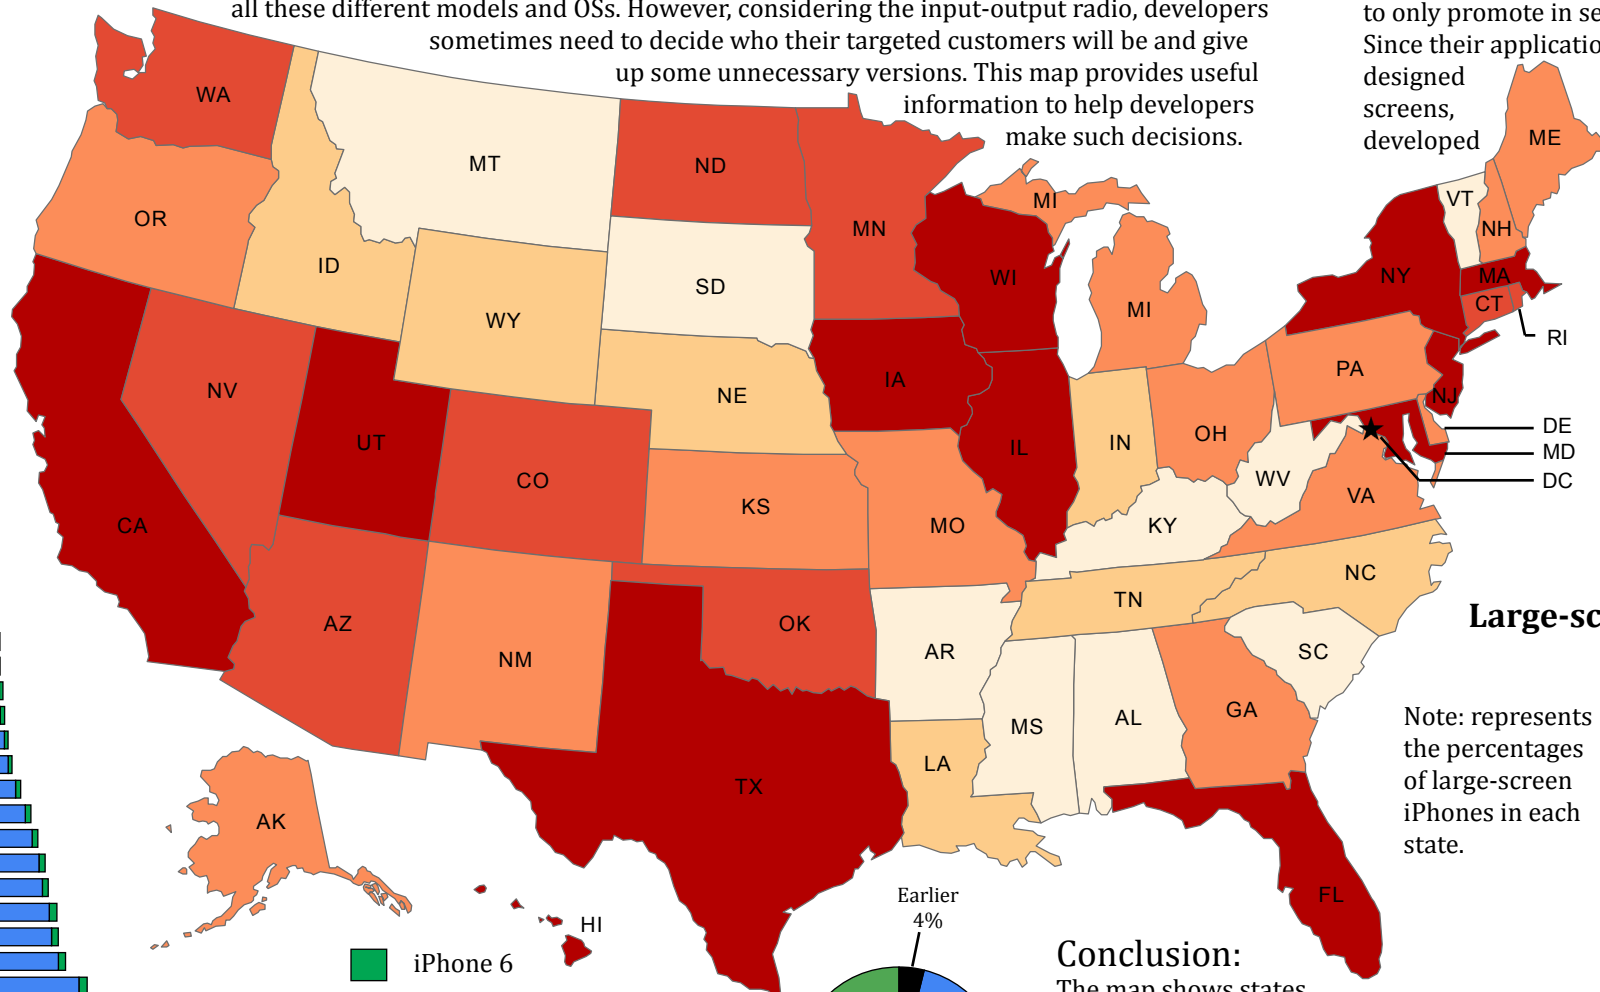 all these different models and OSs. However, considering the input-output radio, developers
sometimes need to decide who their targeted customers will be and give
up some unnecessary versions. This map provides useful
information to help developers
make such decisions.
to only promote in se
Since their applicatio
designed
screens,
developed
WA
MT
ND
MN
OR
ID
SD
WY
WI
MI
MI
ME
VT
NH
NY
MA
CT
RI
NV
UT
CO
NE
IA
IL
IN
OH
PA
NJ
DE
MD
DC
WV
VA
CA
KS
MO
KY
AZ
NM
OK
TN
NC
AR
SC
MS
AL
GA
TX
LA
FL
AK
HI
Large-sc
Note: represents
the percentages
of large-screen
iPhones in each
state.
iPhone 6
Earlier
4%
Conclusion:
The map shows states